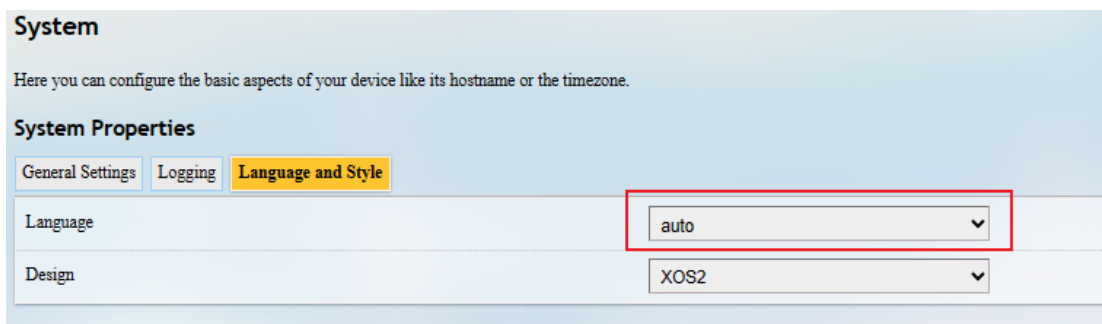 System
Here you can configure the basic aspects of your device like its hostname or the timezone.
System Properties
General Settings Logging Language and Style
Language auto
Design XOS2